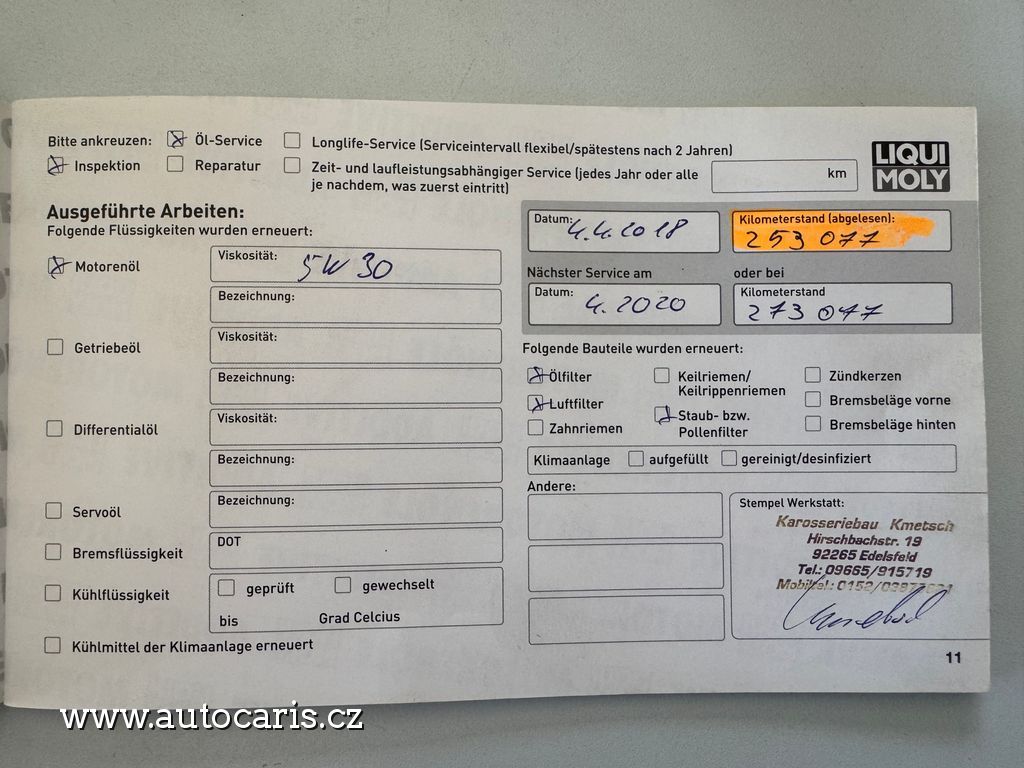 Bitte ankreuzen: Öl-Service Longlife-Service (Serviceintervall flexibel/spätestens nach 2 Jahren)
Inspektion Reparatur Zeit- und laufleistungsabhängiger Service (jedes Jahr oder alle km
je nachdem, was zuerst eintritt)
LIQUI
MOLY
Ausgeführte Arbeiten:
Folgende Flüssigkeiten wurden erneuert:
Motorenöl
Viskosität: 5W30
Bezeichnung:
Getriebeöl
Viskosität:
Bezeichnung:
Differentialöl
Viskosität:
Bezeichnung:
Servoöl
Bezeichnung:
Bremsflüssigkeit
DOT
Kühlflüssigkeit
geprüft gewechselt
bis Grad Celcius
Kühlmittel der Klimaanlage erneuert
Datum: 4.4.2018
Kilometerstand (abgelesen):
253 077
Nächster Service am oder bei
Datum: 4.2020
Kilometerstand
273 077
Folgende Bauteile wurden erneuert:
Ölfilter
Luftfilter
Zahnriemen
Keilriemen/
Keilrippenriemen
Staub- bzw.
Pollenfilter
Zündkerzen
Bremsbeläge vorne
Bremsbeläge hinten
Klimaanlage aufgefüllt gereinigt/desinfiziert
Andere:
Stempel Werkstatt:
Karosseriebau Kmetsch
Hirschbachstr. 19
92265 Edelsfeld
Tel.: 09665/915719
11
www.autocaris.cz